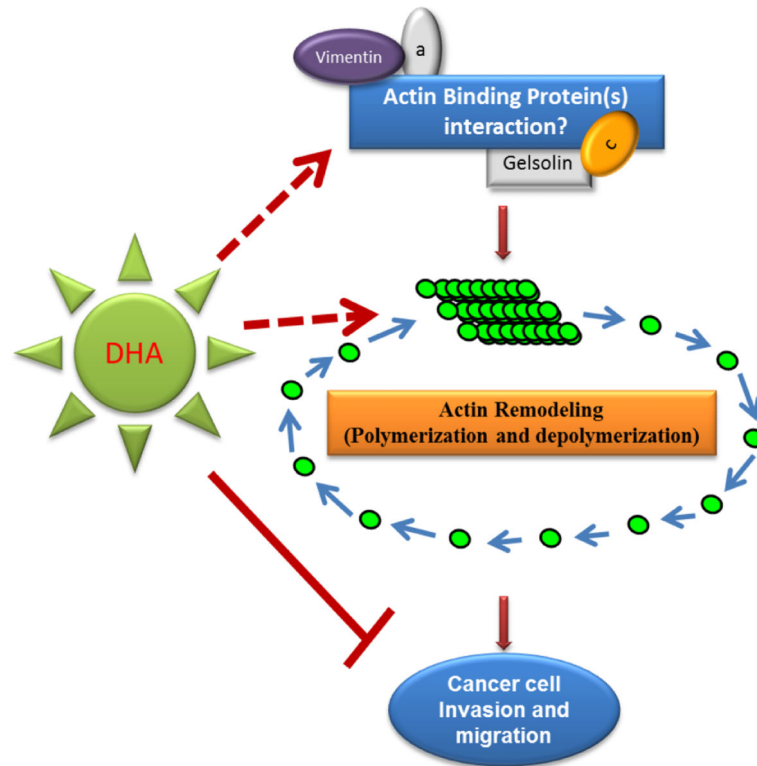 Vimentin
a
Actin Binding Protein(s)
interaction?
c
Gelsolin
DHA
Actin Remodeling
(Polymerization and depolymerization)
Cancer cell
Invasion and
migration